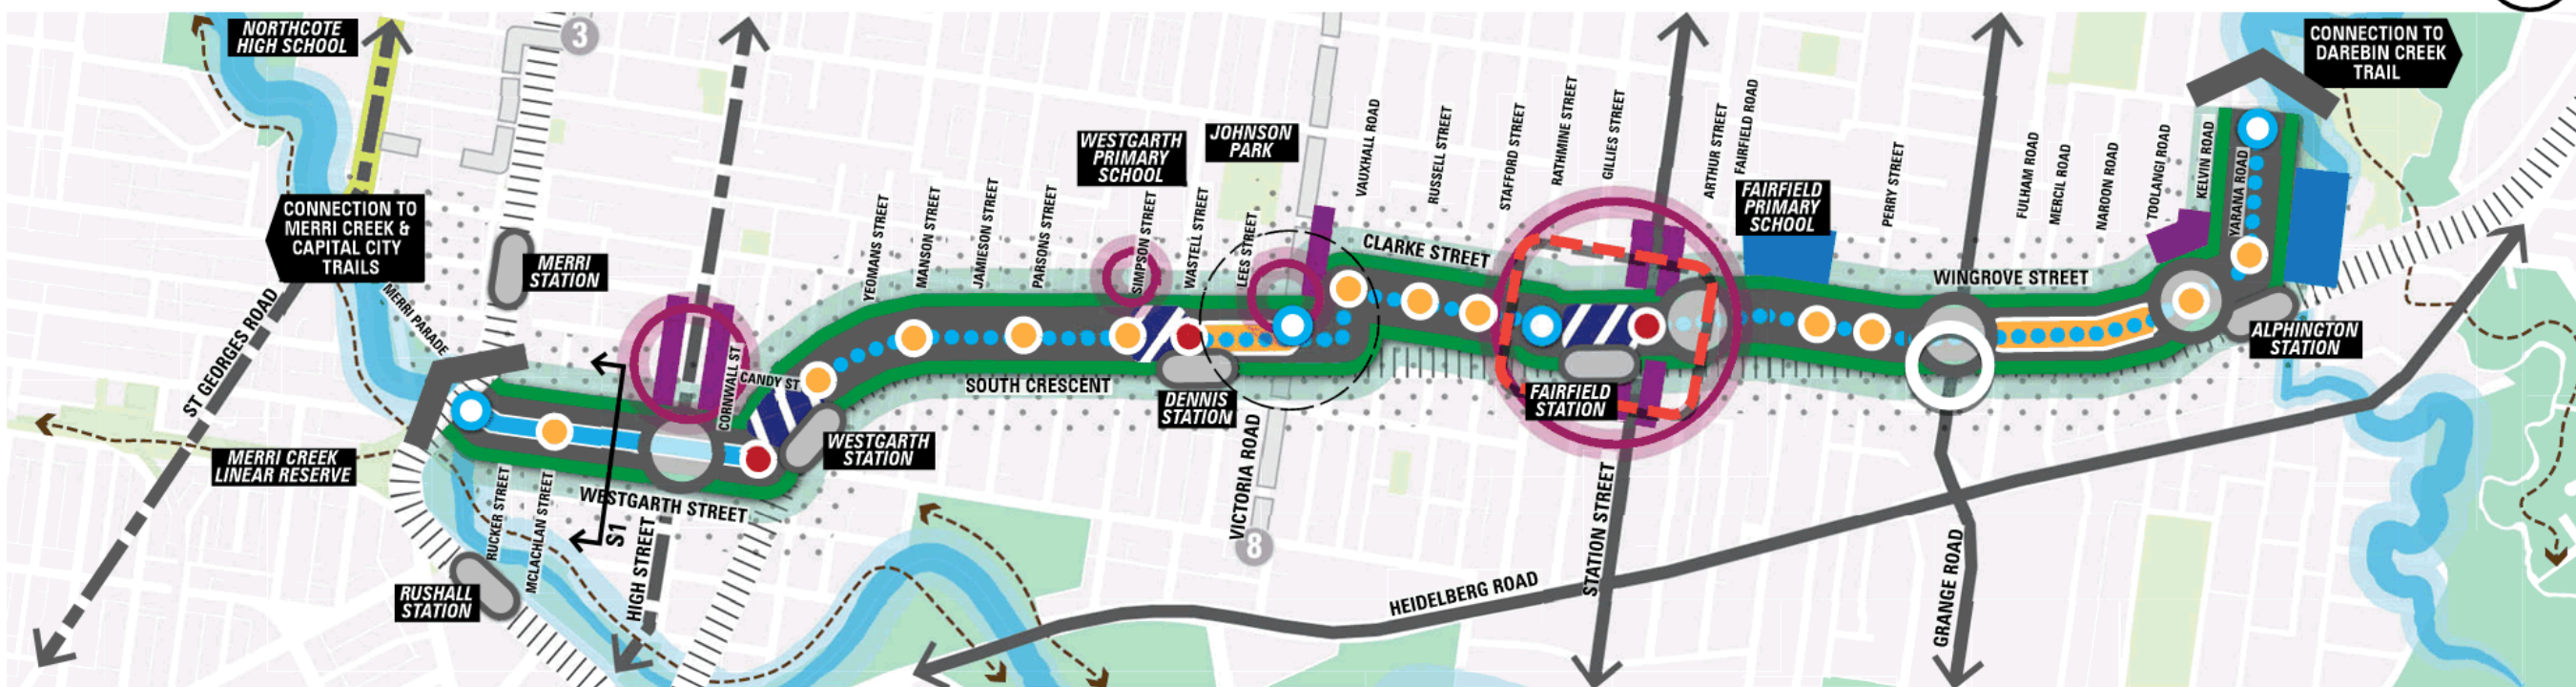 NORTHCOTE
HIGH SCHOOL
3
CONNECTION TO
DAREBIN CREEK
TRAIL
CONNECTION TO
MERRI CREEK &
CAPITAL CITY
TRAILS
MERRI
STATION
MERRI PARADE
ST GEORGES ROAD
MERRI CREEK
LINEAR RESERVE
RUSHALL
STATION
RUCKER STREET
MCLACHLAN STREET
S1
WESTGARTH STREET
HIGH STREET
CORNWALL ST
CANDY ST
WESTGARTH
STATION
YEOMANS STREET
MANSON STREET
JAMIESON STREET
PARSONS STREET
SOUTH CRESCENT
WESTGARTH
PRIMARY
SCHOOL
SIMPSON STREET
WASTELL STREET
JOHNSON
PARK
LEES STREET
DENNIS
STATION
VICTORIA ROAD
8
VAUXHALL ROAD
CLARKE STREET
RUSSELL STREET
STAFFORD STREET
RATHMINE STREET
GILLIES STREET
FAIRFIELD
STATION
STATION STREET
HEIDELBERG ROAD
ARTHUR STREET
FAIRFIELD ROAD
FAIRFIELD
PRIMARY
SCHOOL
PERRY STREET
WINGROVE STREET
GRANGE ROAD
FULHAM ROAD
MERCIL ROAD
NAROON ROAD
TOOLANGI ROAD
KELVIN ROAD
YARANA ROAD
ALPHINGTON
STATION